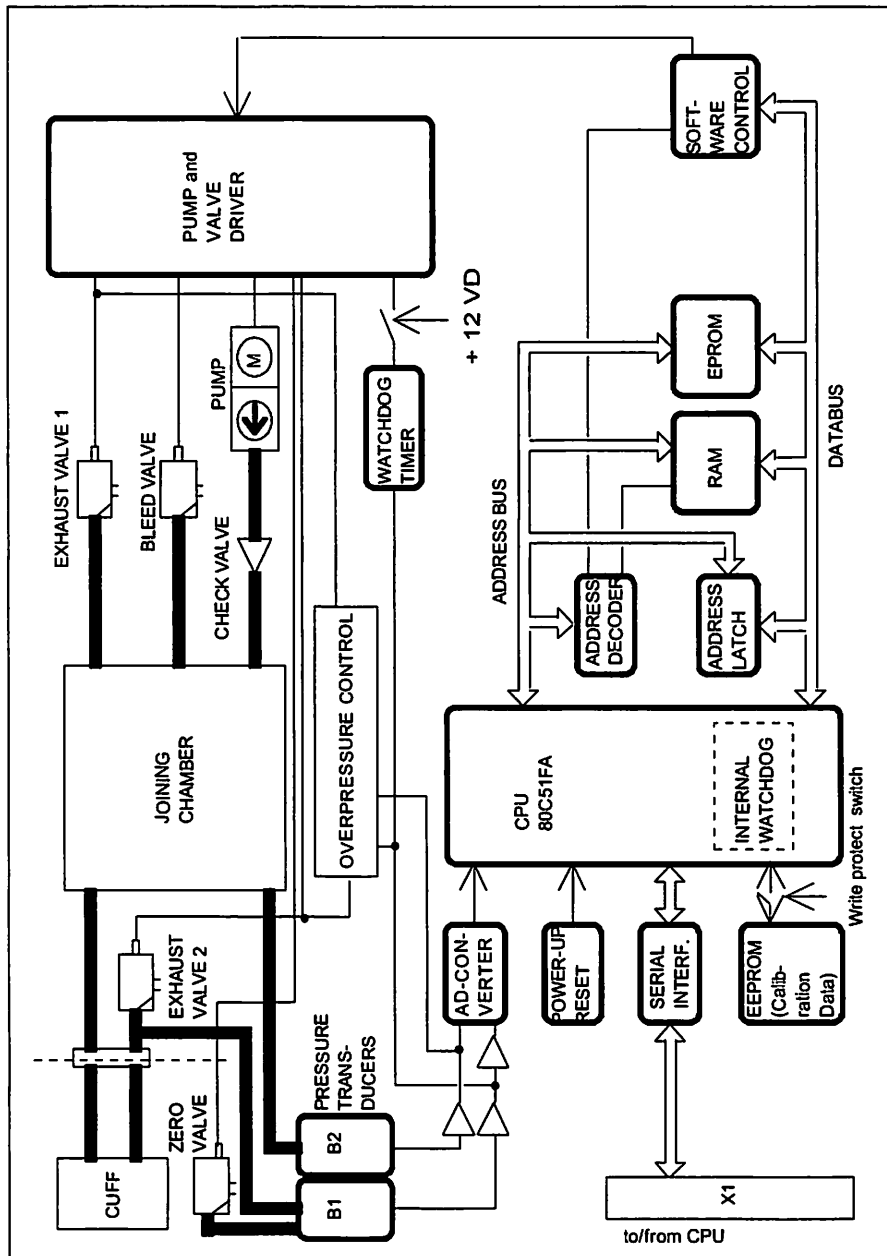 CUFF
ZERO
VALVE
EXHAUST
VALVE 2
JOINING
CHAMBER
EXHAUST VALVE 1
BLEED VALVE
CHECK VALVE
PUMP
M
PUMP and
VALVE
DRIVER
B1
B2
PRESSURE
TRANS-
DUCERS
OVERPRESSURE CONTROL
WATCHDOG
TIMER
+ 12 VD
AD-CON-
VERTER
POWER-UP
RESET
SERIAL
INTERF.
EEPROM
(Calib-
ration
Data)
Write protect switch
X1
to/from CPU
CPU
80C51FA
INTERNAL
WATCHDOG
ADDRESS BUS
ADDRESS
DECODER
ADDRESS
LATCH
RAM
EPROM
DATABUS
SOFT-
WARE
CONTROL